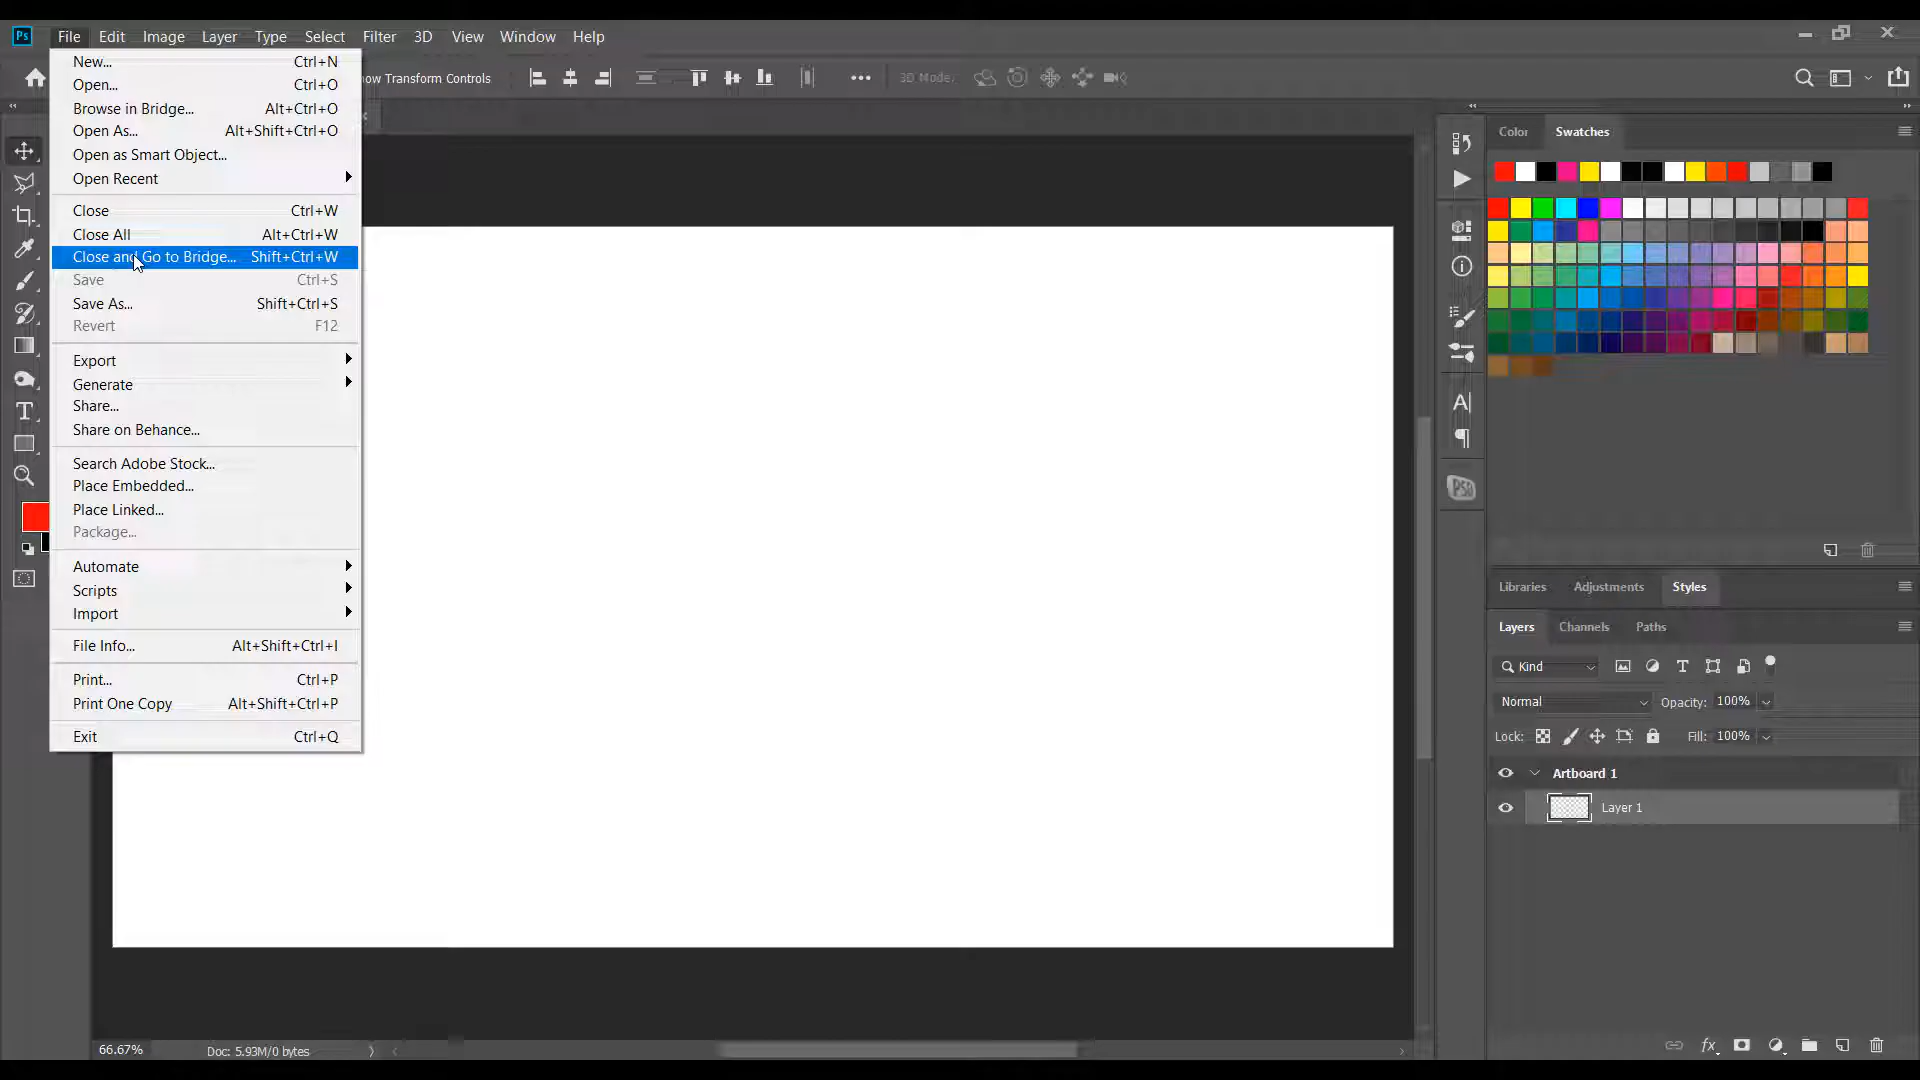 Ps File Edit Image Layer Type Select Filter 3D View Window Help
New... Ctrl+N
Open... Ctrl+O
Browse in Bridge... Alt+Ctrl+O
Open As... Alt+Shift+Ctrl+O
Open as Smart Object...
Open Recent
Close Ctrl+W
Close All Alt+Ctrl+W
Close and Go to Bridge... Shift+Ctrl+W
Save Ctrl+S
Save As... Shift+Ctrl+S
Revert F12
Export
Generate
Share...
Share on Behance...
Search Adobe Stock...
Place Embedded...
Place Linked...
Package...
Automate
Scripts
Import
File Info... Alt+Shift+Ctrl+I
Print... Ctrl+P
Print One Copy Alt+Shift+Ctrl+P
Exit Ctrl+Q
Transform Controls
3D Mode:
Color Swatches
Libraries Adjustments Styles
Layers Channels Paths
Kind
Normal Opacity: 100%
Lock: Fill: 100%
Artboard 1
Layer 1
fx
66.67% Doc: 5.93M/0 bytes